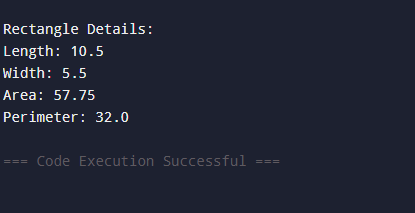 Rectangle Details:
Length: 10.5
Width: 5.5
Area: 57.75
Perimeter: 32.0
=== Code Execution Successful ===